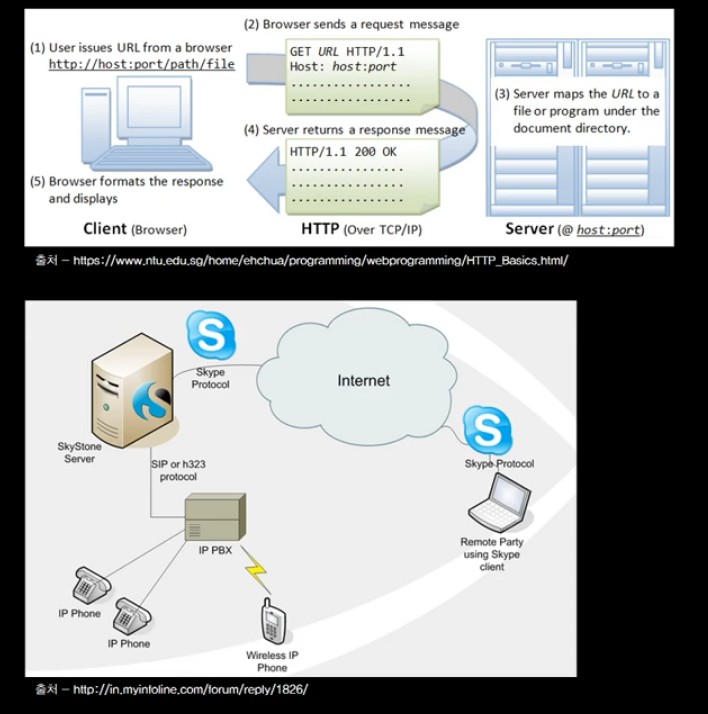 (2) Browser sends a request message
(1) User issues URL from a browser
http://host:port/path/file
GET URL HTTP/1.1
Host: host:port
..................
..................
(3) Server maps the URL to a
file or program under the
document directory.
(4) Server returns a response message
HTTP/1.1 200 OK
..................
..................
..................
(5) Browser formats the response
and displays
Client (Browser)
HTTP (Over TCP/IP)
Server (@ host:port)
출처 – https://www.ntu.edu.sg/home/ehchua/programming/webprogramming/HTTP_Basics.html/
S
Skype
Protocol
Internet
SkyStone
Server
S
Skype Protocol
SIP or h323
protocol
IP PBX
Remote Party
using Skype
client
IP Phone
IP Phone
Wireless IP
Phone
출처 – http://in.myinfoline.com/forum/reply/1826/